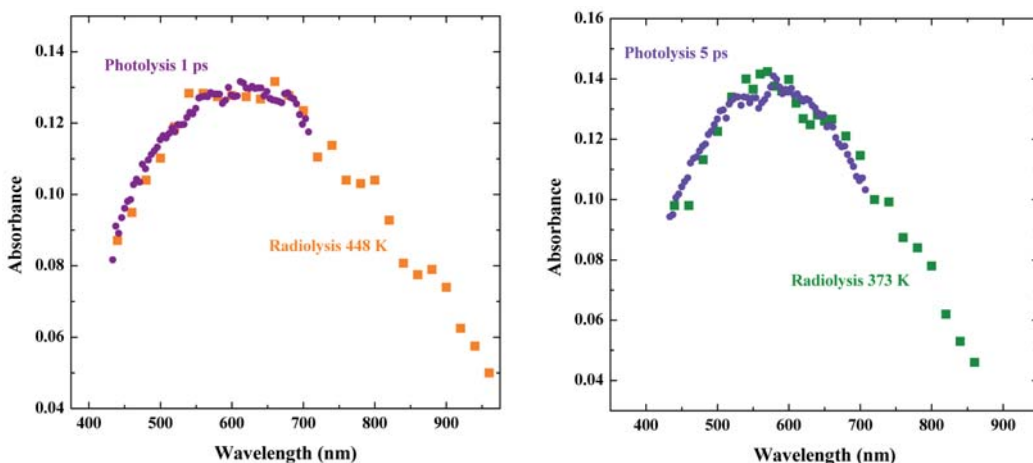 0.14
0.12
0.10
0.08
0.06
0.04
Absorbance
Photolysis 1 ps
Radiolysis 448 K
400 500 600 700 800 900
Wavelength (nm)
0.16
0.14
0.12
0.10
0.08
0.06
0.04
Absorbance
Photolysis 5 ps
Radiolysis 373 K
400 500 600 700 800 900
Wavelength (nm)